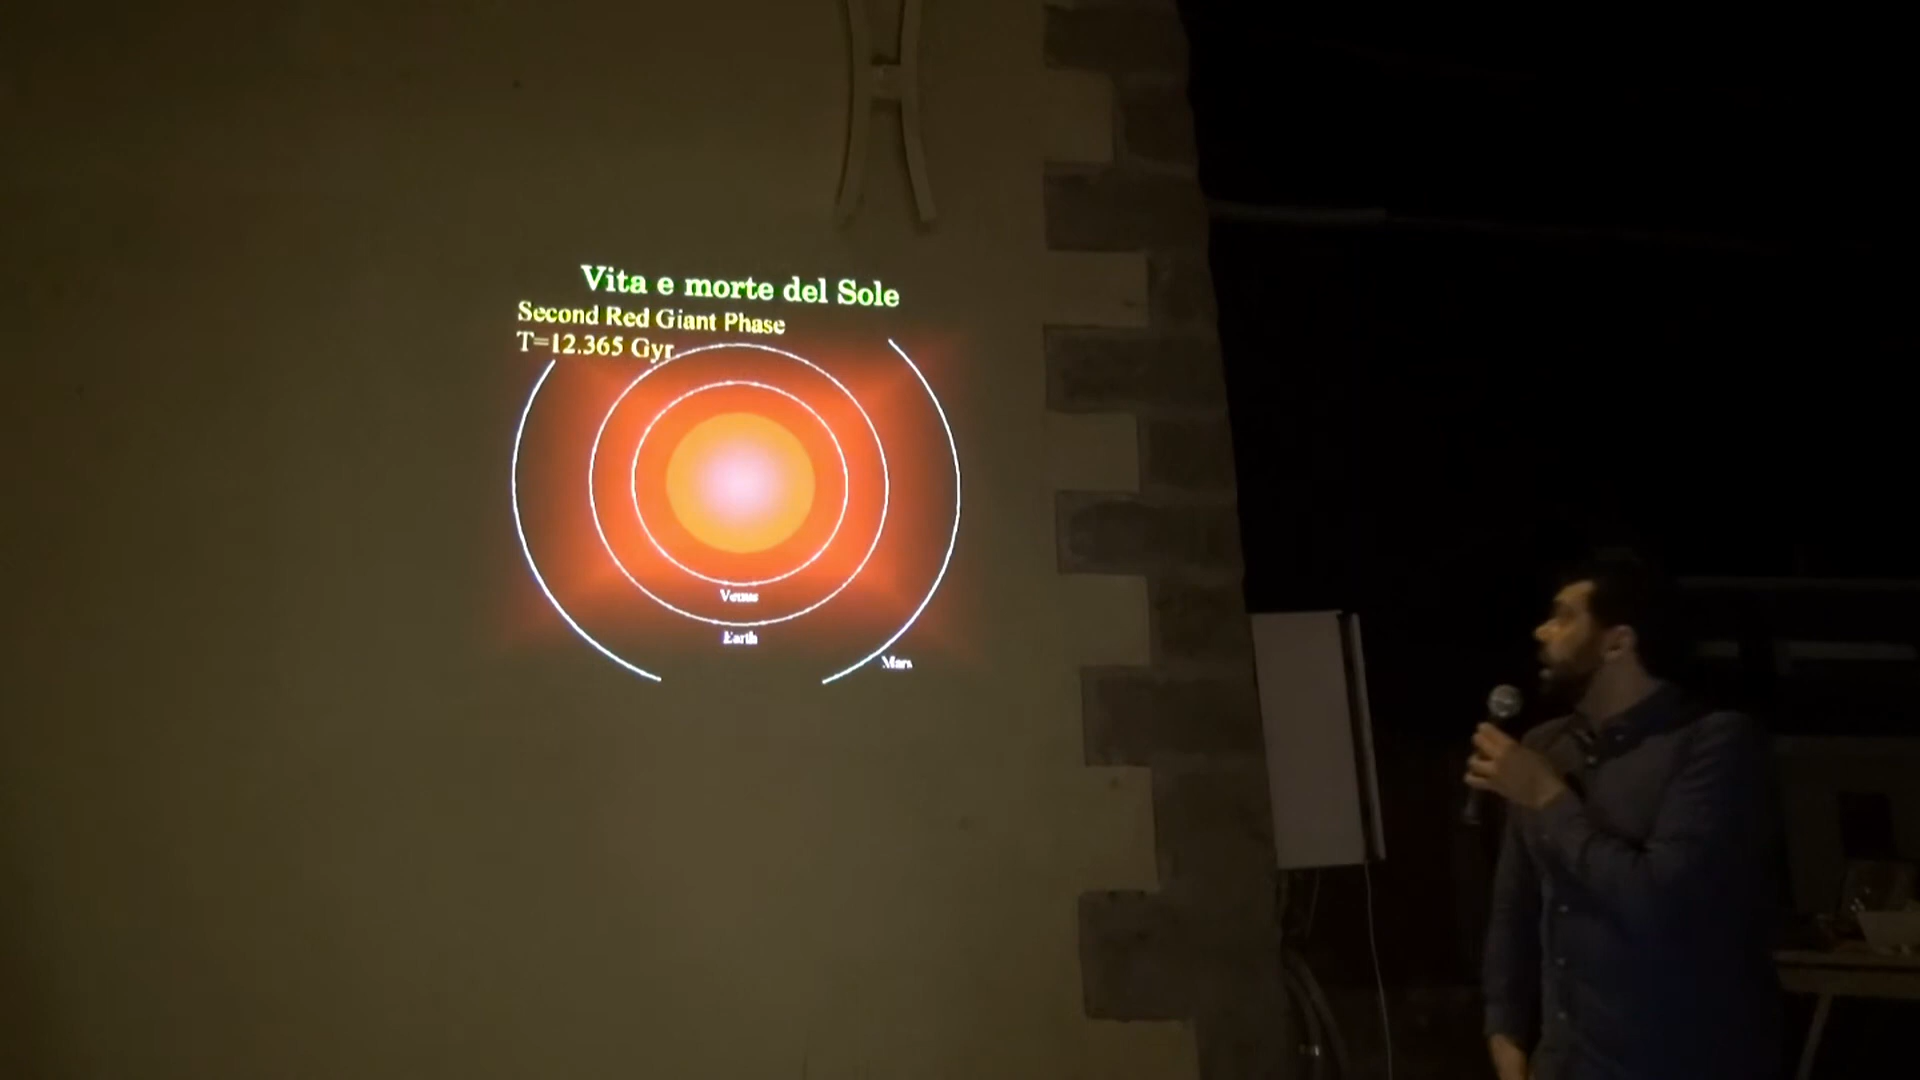 Vita e morte del Sole
Second Red Giant Phase
T=12.365 Gyr
Venus
Earth
Mars